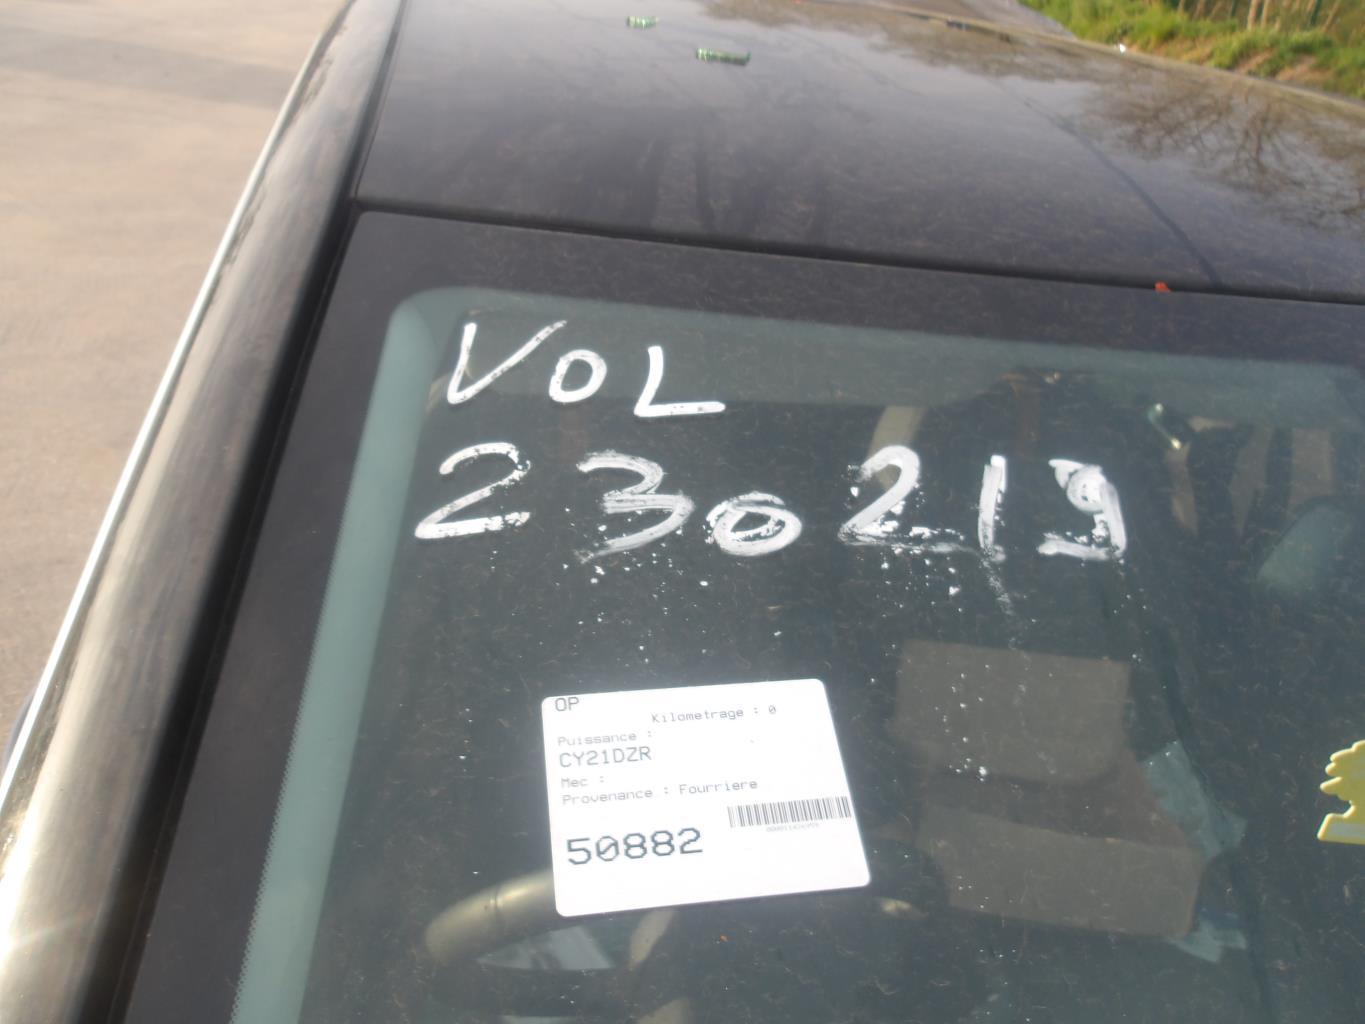 VOL
230219
OP
Kilometrage : 0
Puissance :
CY21DZR
Mec :
Provenance : Fourriere
50882